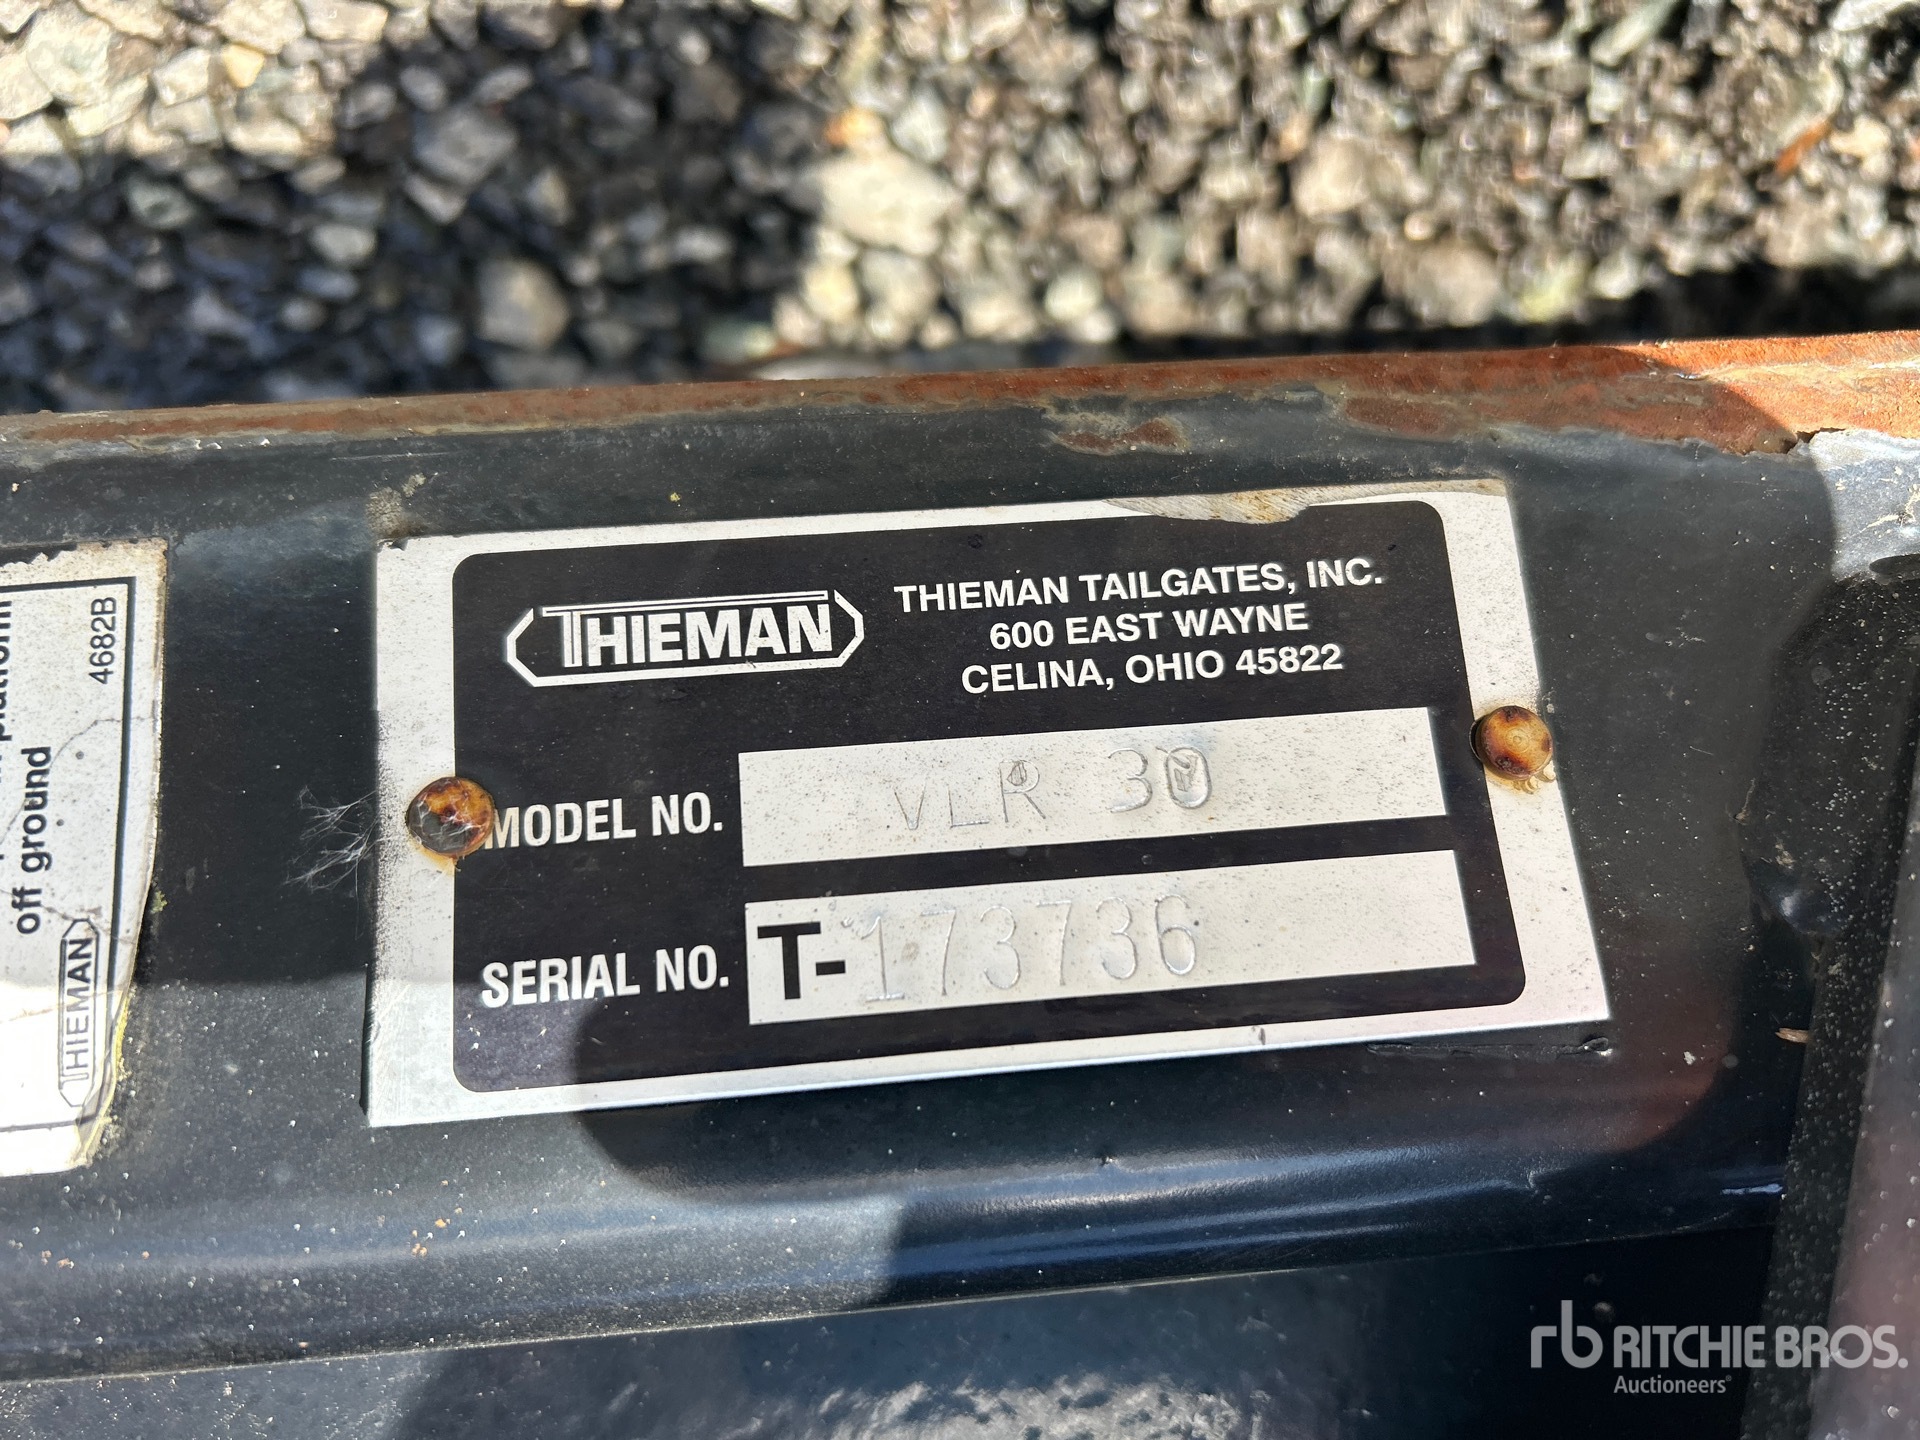 off ground
4682B
THIEMAN
THIEMAN
THIEMAN TAILGATES, INC.
600 EAST WAYNE
CELINA, OHIO 45822
MODEL NO. VLR 30
SERIAL NO. T-173736
rb RITCHIE BROS.
Auctioneers